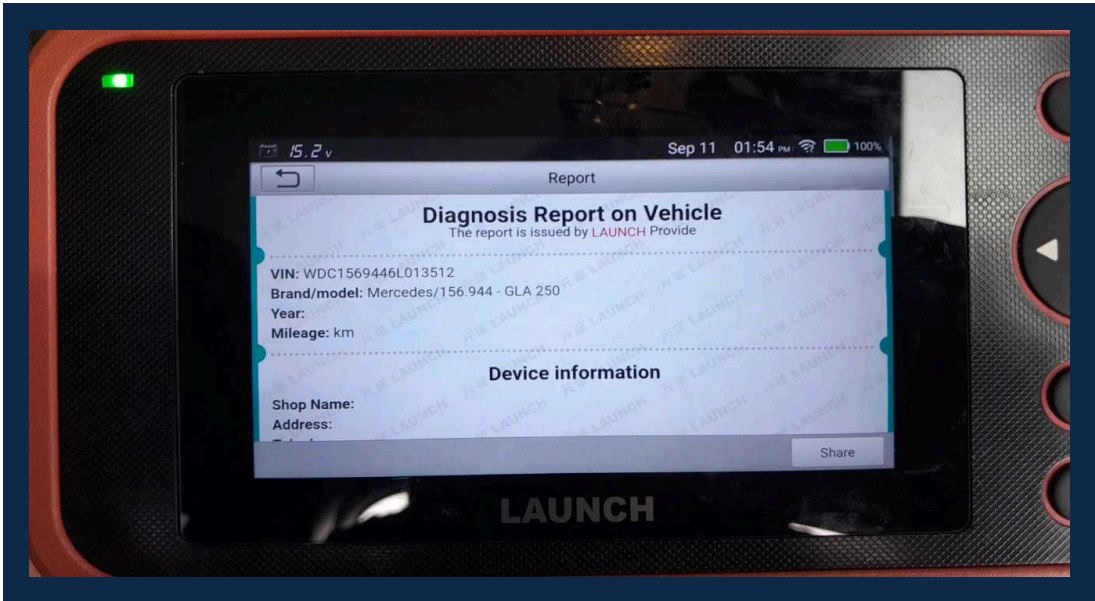 15.2 v Sep 11 01:54 PM 100%
Report
Diagnosis Report on Vehicle
The report is issued by LAUNCH Provide
VIN: WDC1569446L013512
Brand/model: Mercedes/156.944 - GLA 250
Year:
Mileage: km
Device information
Shop Name:
Address:
Share
LAUNCH